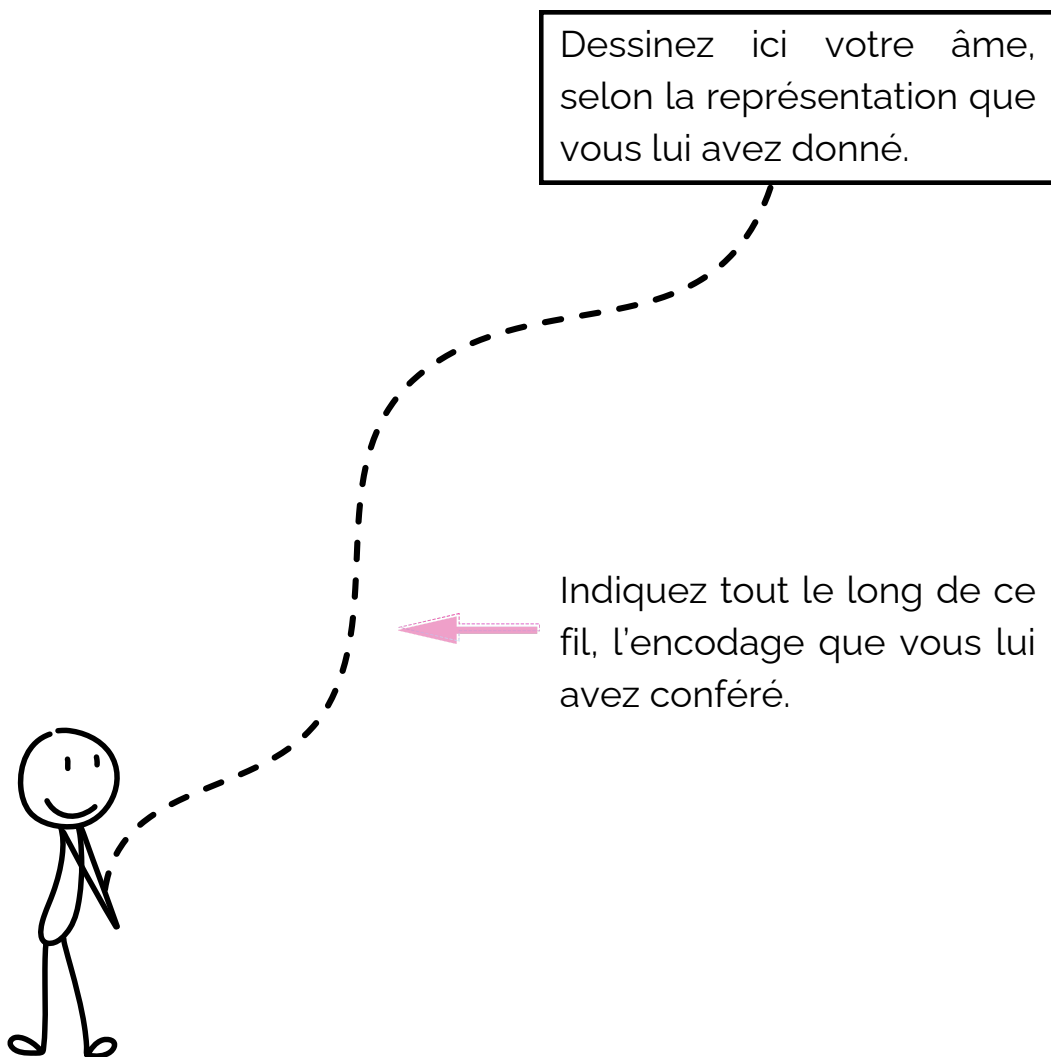 Dessinez ici votre âme,
selon la représentation que
vous lui avez donné.
Indiquez tout le long de ce
fil, l'encodage que vous lui
avez conféré.